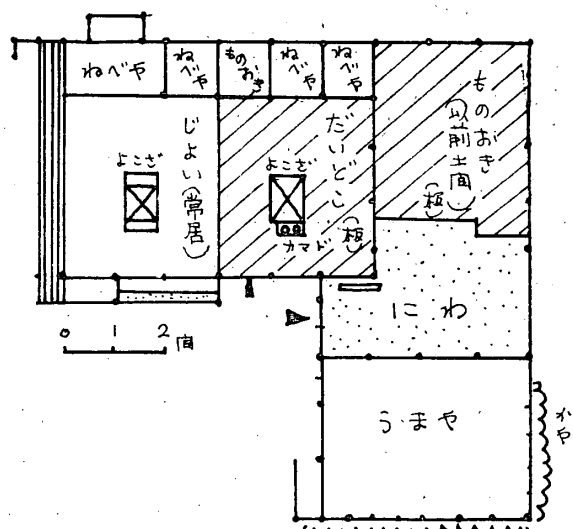 ねべや
ねべや
ものおき
ねべや
ねべや
ものおき
(以前土間)
(板)
じょい(常居)
よこざ
だいどこ
(板)
よこざ
カマド
にわ
うまや
かや
0 1 2 間